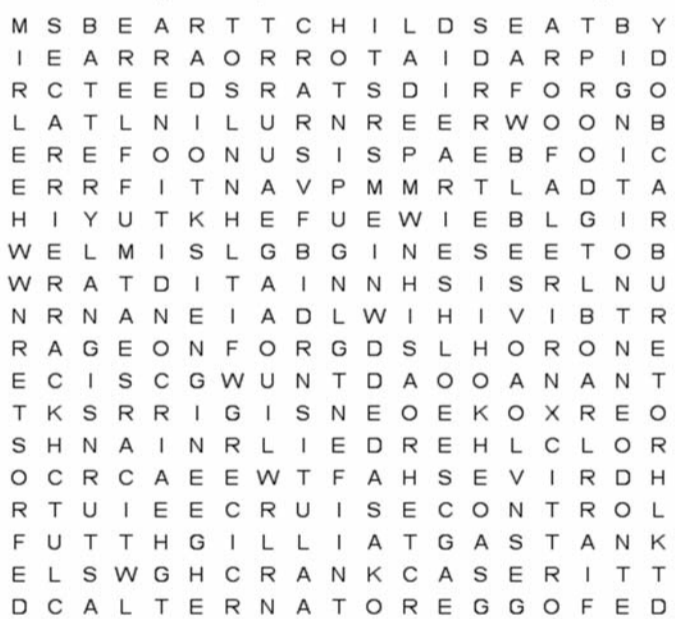 M S B E A R T T C H I L D S E A T B Y
I E A R R A O R R O T A I D A R P I D
R C T E E D S R A T S D I R F O R G O
L A T L N I L U R N R E E R W O O N B
E R E F O O N U S I S P A E B F O I C
E R R F I T N A V P M M R T L A D T A
H I Y U T K H E F U E W I E B L G I R
W E L M I S L G B G I N E S E E T O B
W R A T D I T A I N N H S I S R L N U
N R N A N E I A D L W I H I V I B T R
R A G E O N F O R G D S L H O R O N E
E C I S C G W U N T D A O O A N A N T
T K S R R I G I S N E O E K O X R E O
S H N A I N R L I E D R E H L C L O R
O C R C A E E W T F A H S E V I R D H
R T U I E E C R U I S E C O N T R O L
F U T T H G I L L I A T G A S T A N K
E L S W G H C R A N K C A S E R I T T
D C A L T E R N A T O R E G G O F E D